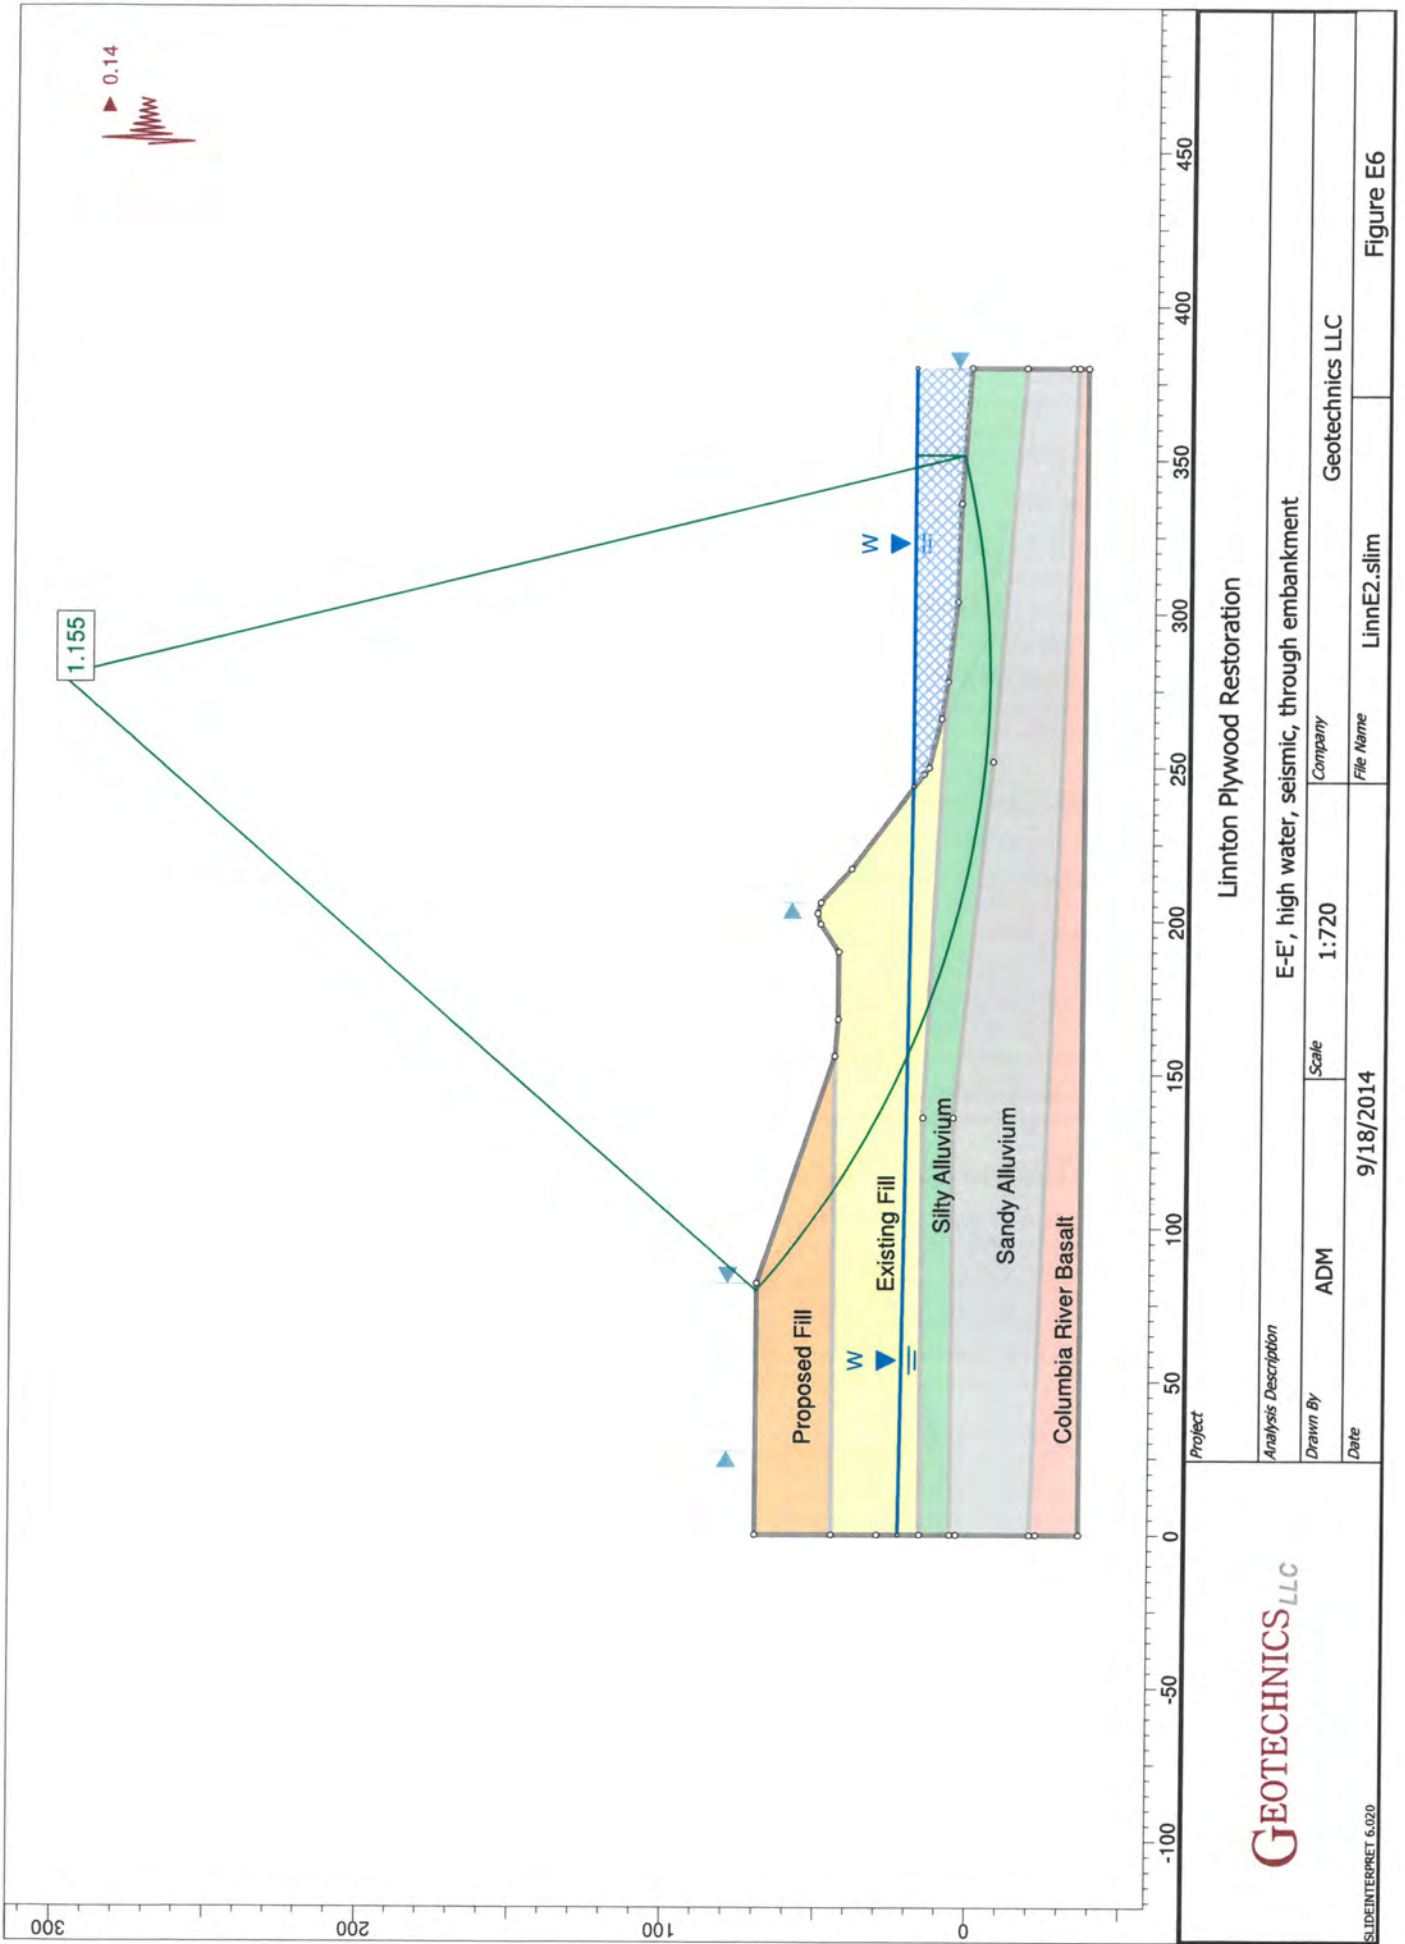 0.14
1.155
W
W
Proposed Fill
Existing Fill
Silty Alluvium
Sandy Alluvium
Columbia River Basalt
300
200
100
0
-100
-50
0
50
100
150
200
250
300
350
400
450
GEOTECHNICS LLC
SLIDEINTERPRET 6.020
Project
Linnton Plywood Restoration
Analysis Description
E-E', high water, seismic, through embankment
Drawn By
ADM
Scale
1:720
Company
Geotechnics LLC
Date
9/18/2014
File Name
LinnE2.slim
Figure E6